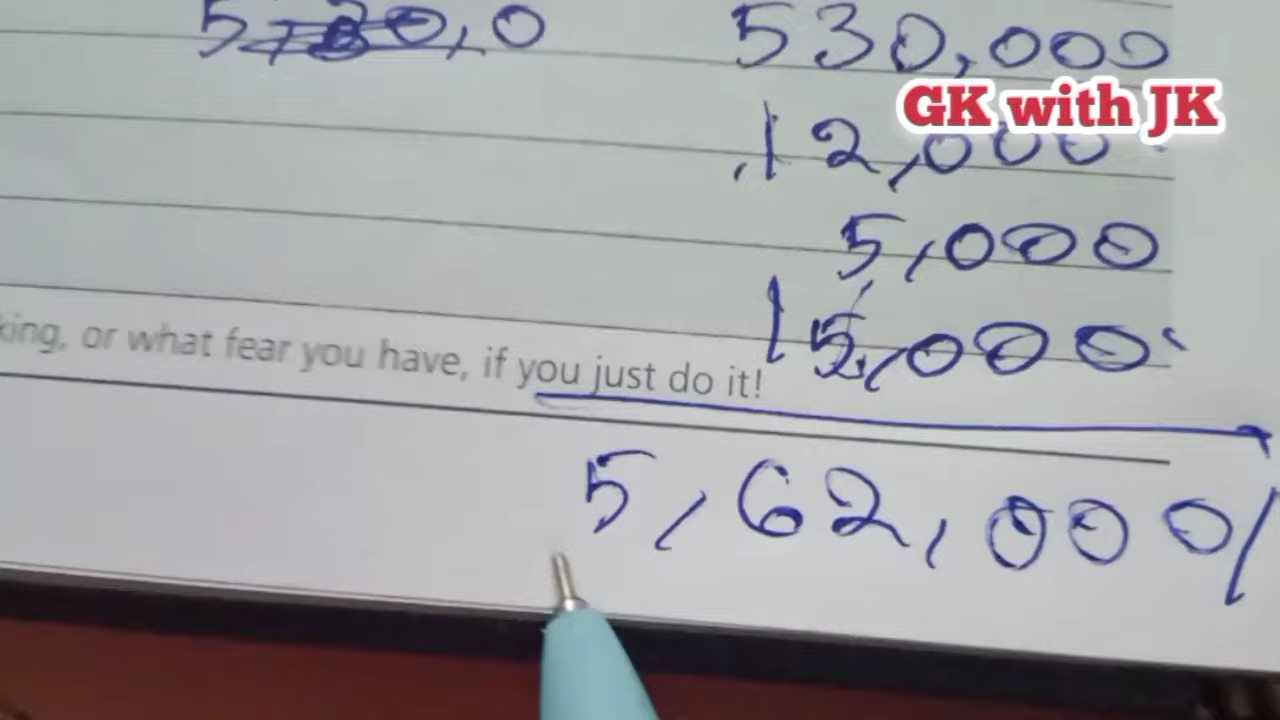 530,000
GK with JK
12,000
5,000
15,000
king, or what fear you have, if you just do it!
5,62,000/